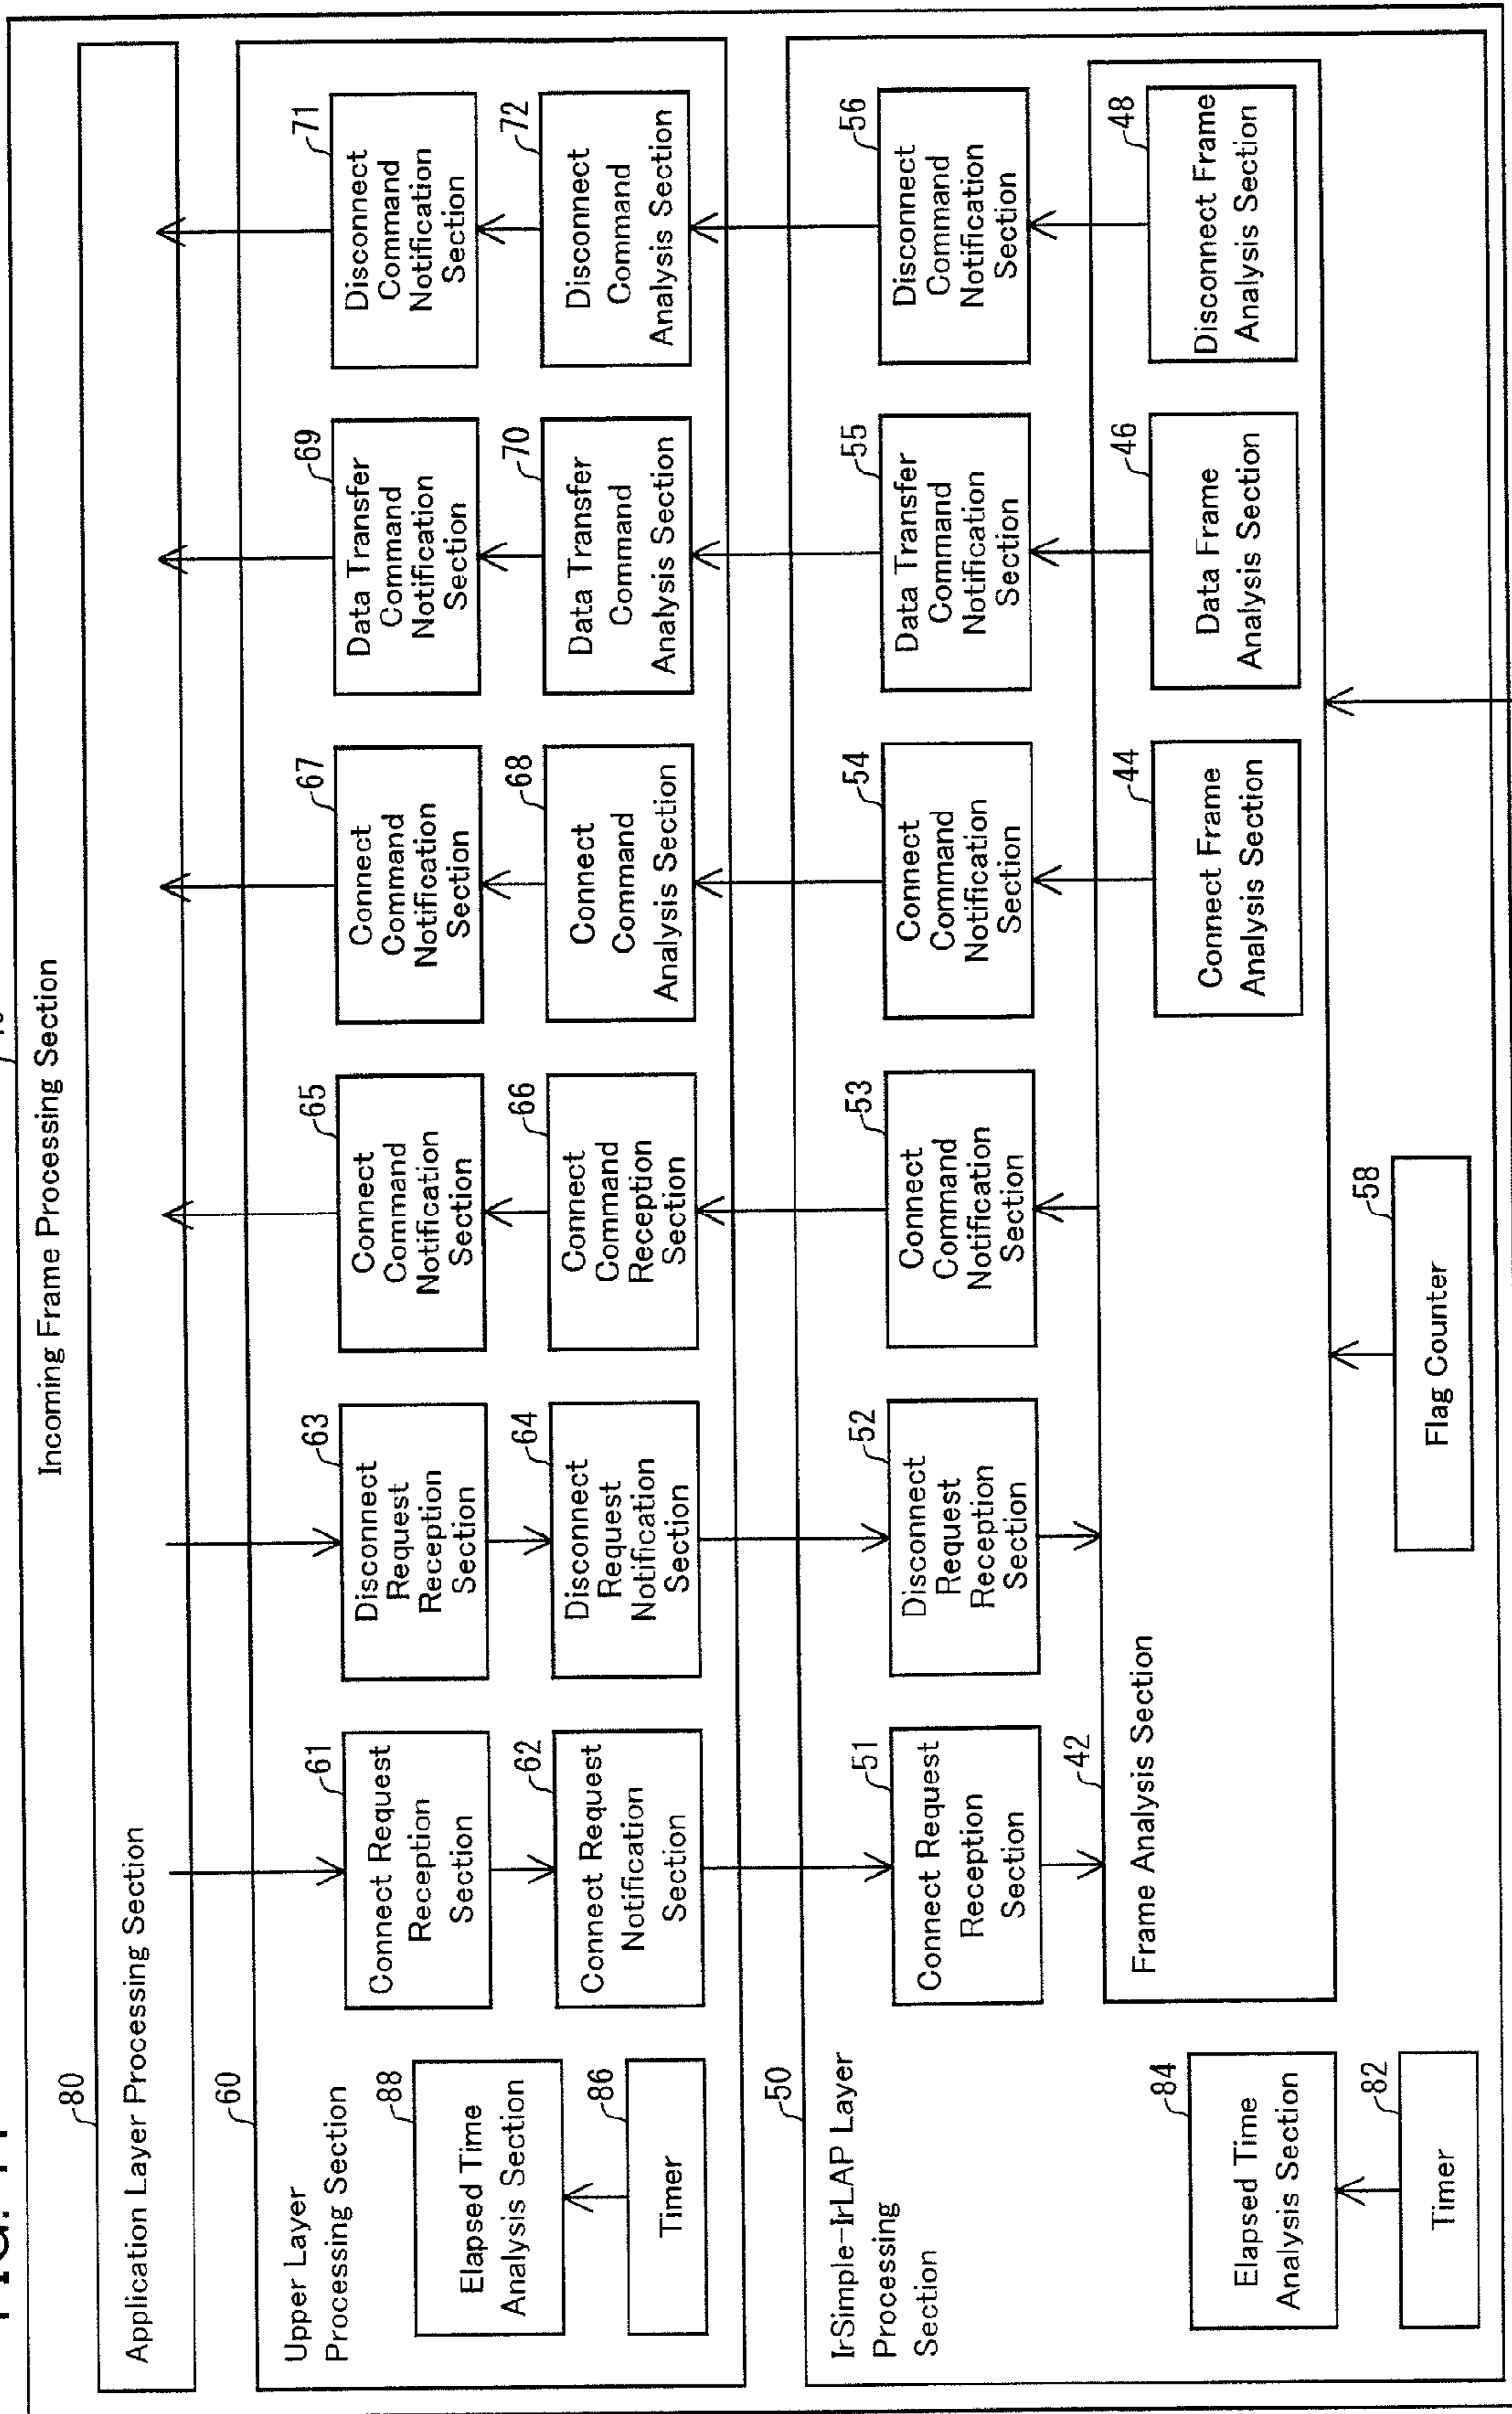 Incoming Frame Processing Section
80
Application Layer Processing Section
60
Upper Layer
Processing Section
88
Elapsed Time
Analysis Section
86
Timer
61
Connect Request
Reception
Section
62
Connect Request
Notification
Section
63
Disconnect
Request
Reception
Section
64
Disconnect
Request
Notification
Section
65
Connect
Command
Notification
Section
66
Connect
Command
Reception
Section
67
Connect
Command
Notification
Section
68
Connect
Command
Analysis Section
69
Data Transfer
Command
Notification
Section
70
Data Transfer
Command
Analysis Section
71
Disconnect
Command
Notification
Section
72
Disconnect
Command
Analysis Section
50
IrSimple-IrLAP Layer
Processing
Section
84
Elapsed Time
Analysis Section
82
Timer
51
Connect Request
Reception
Section
52
Disconnect
Request
Reception
Section
53
Connect
Command
Notification
Section
54
Connect
Command
Notification
Section
55
Data Transfer
Command
Notification
Section
56
Disconnect
Command
Notification
Section
42
Frame Analysis Section
44
Connect Frame
Analysis Section
46
Data Frame
Analysis Section
48
Disconnect Frame
Analysis Section
58
Flag Counter